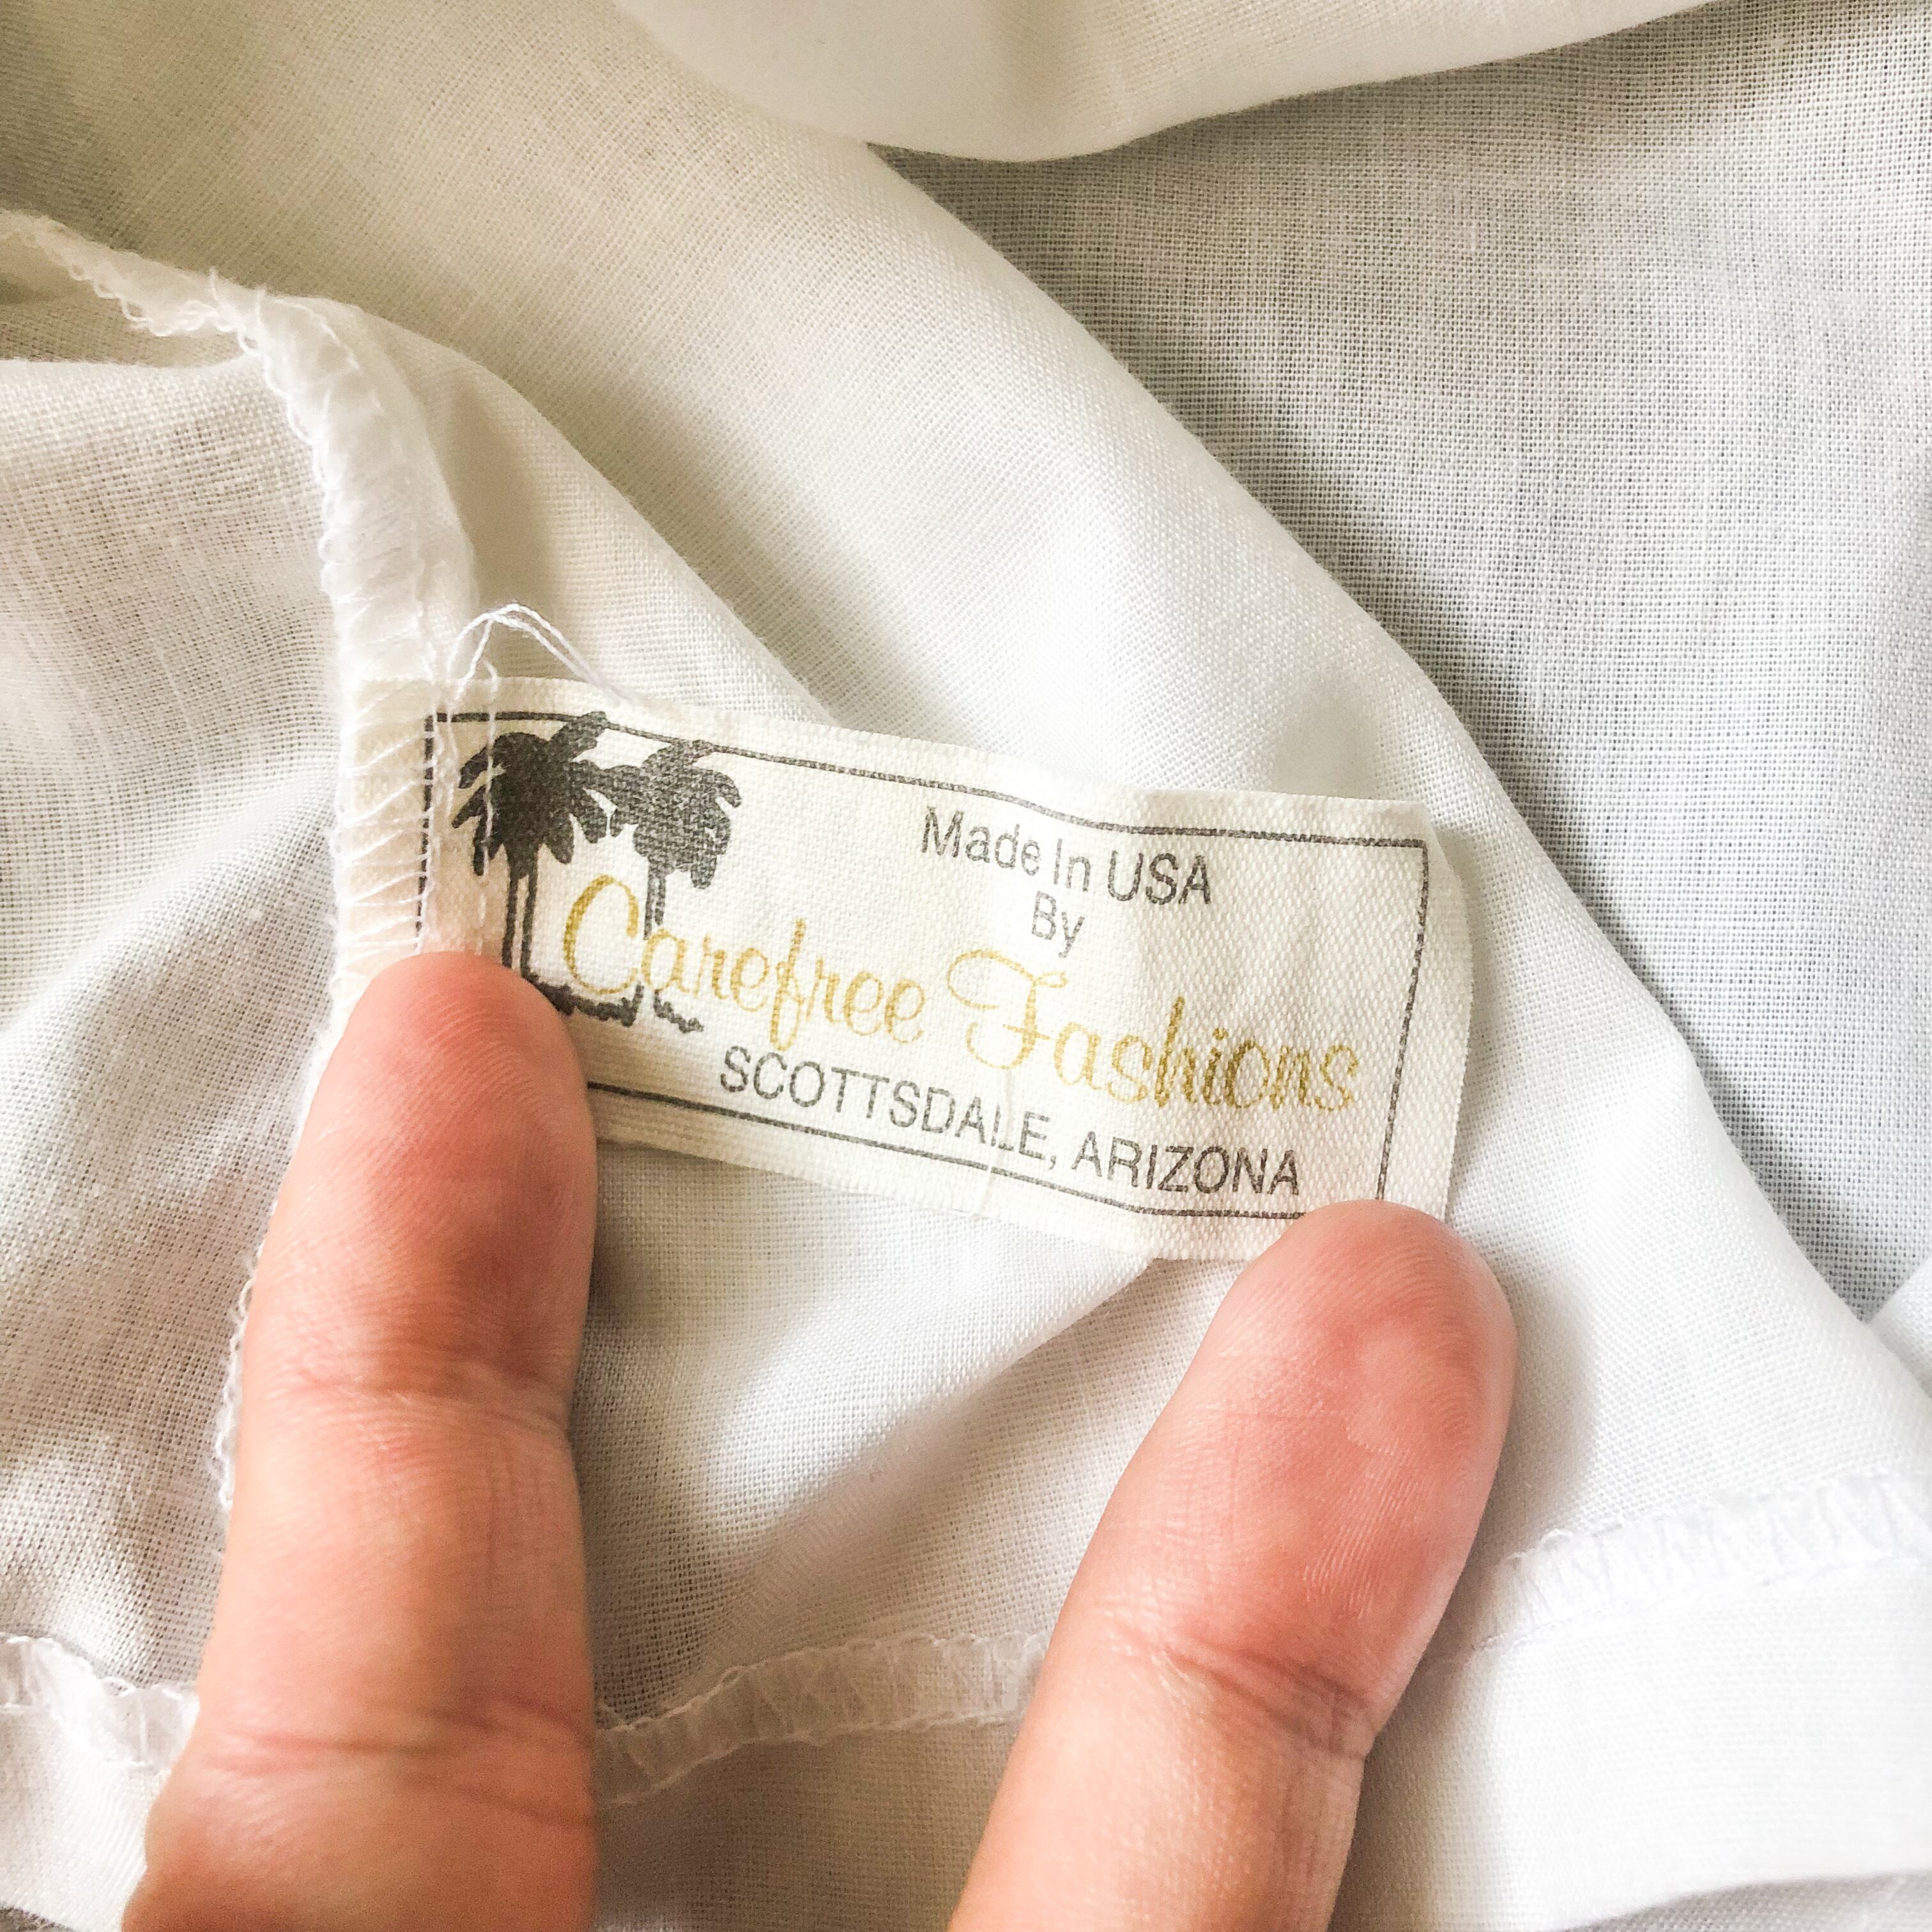 Made In USA
By
Carefree Fashions
SCOTTSDALE, ARIZONA